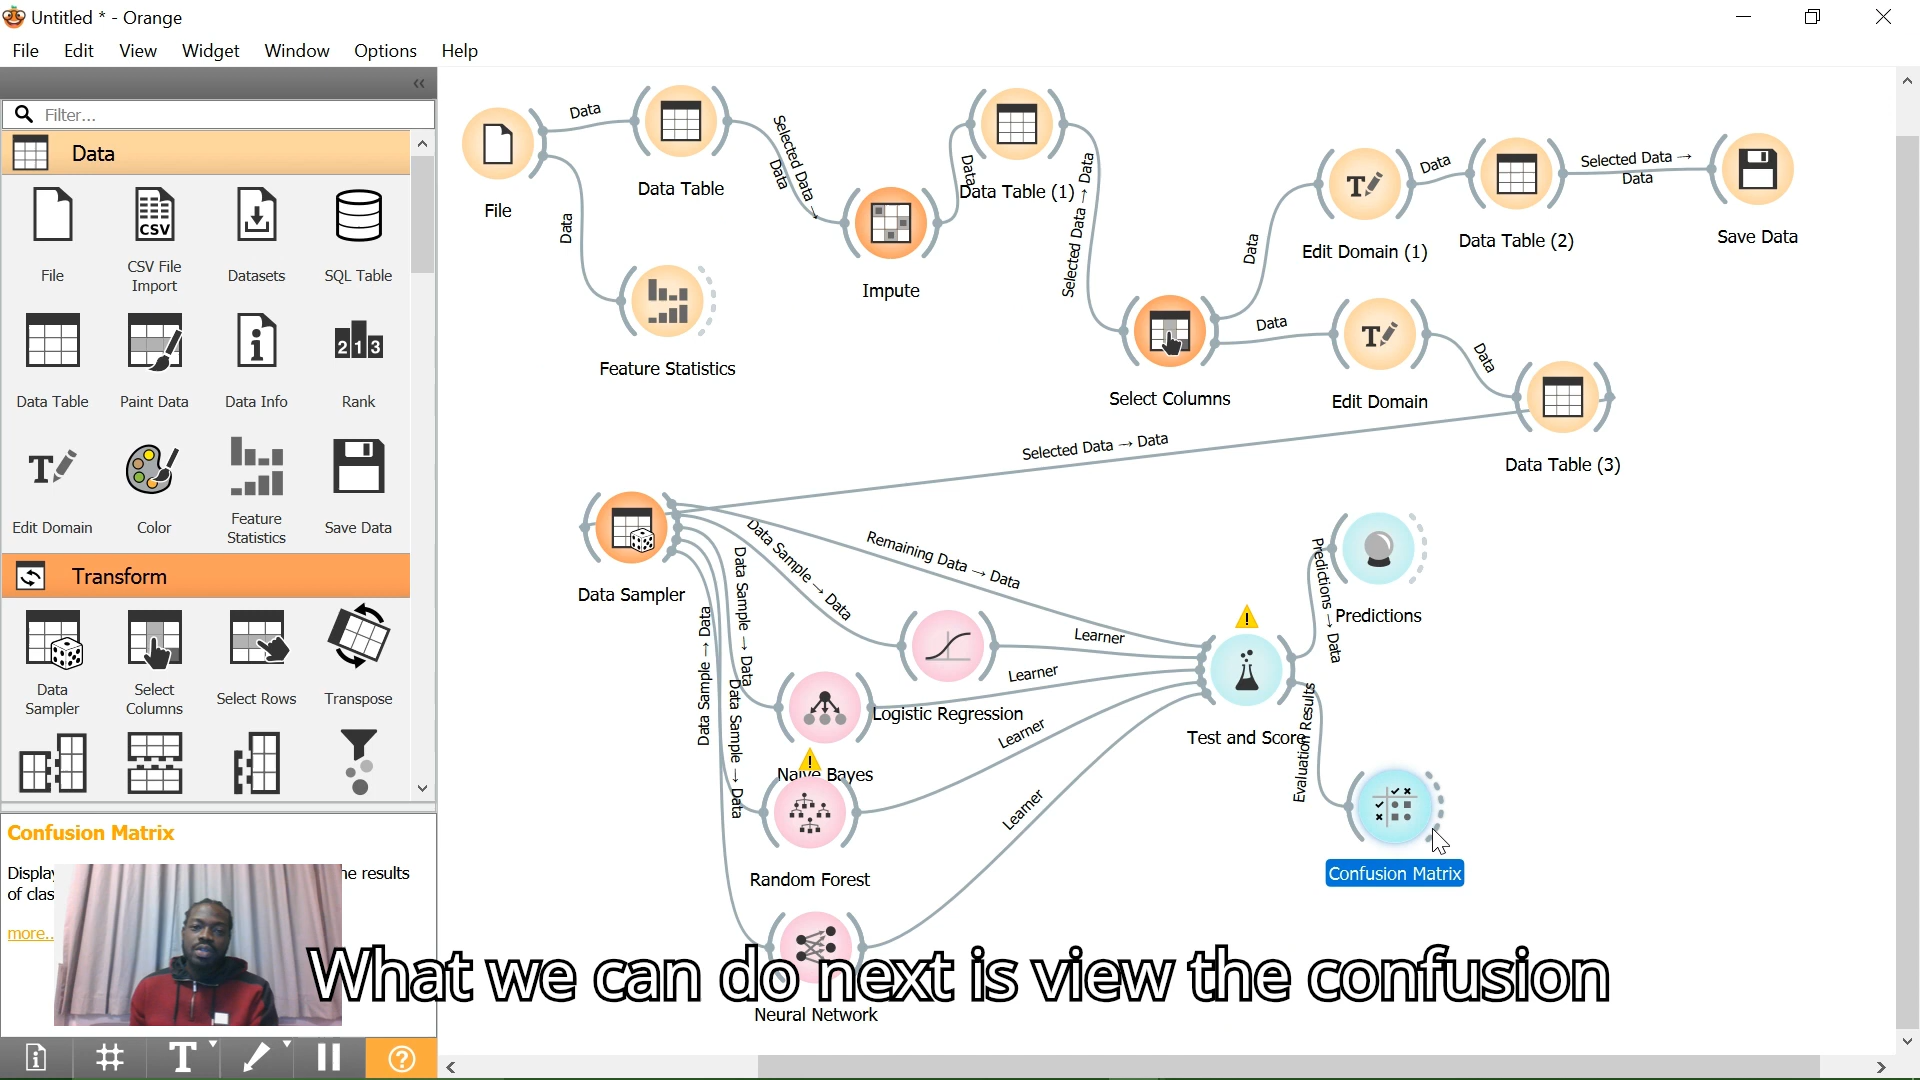 Untitled * - Orange
File Edit View Widget Window Options Help
Filter...
Data
File
CSV File Import
Datasets
SQL Table
Data Table
Paint Data
Data Info
Rank
Edit Domain
Color
Feature Statistics
Save Data
Transform
Data Sampler
Select Columns
Select Rows
Transpose
Confusion Matrix
Display
he results
of clas
more..
File
Data
Data
Data Table
Selected Data → Data
Feature Statistics
Impute
Data
Data Table (1)
Selected Data → Data
Select Columns
Data
Data
Edit Domain (1)
Data
Data Table (2)
Selected Data → Data
Save Data
Edit Domain
Data
Data Table (3)
Selected Data → Data
Data Sampler
Remaining Data → Data
Data Sample → Data
Data Sample → Data
Data Sample → Data
Data Sample → Data
Logistic Regression
Learner
Learner
Learner
Learner
Naive Bayes
Random Forest
Neural Network
Test and Score
Predictions → Data
Predictions
Evaluation Results
Confusion Matrix
What we can do next is view the confusion